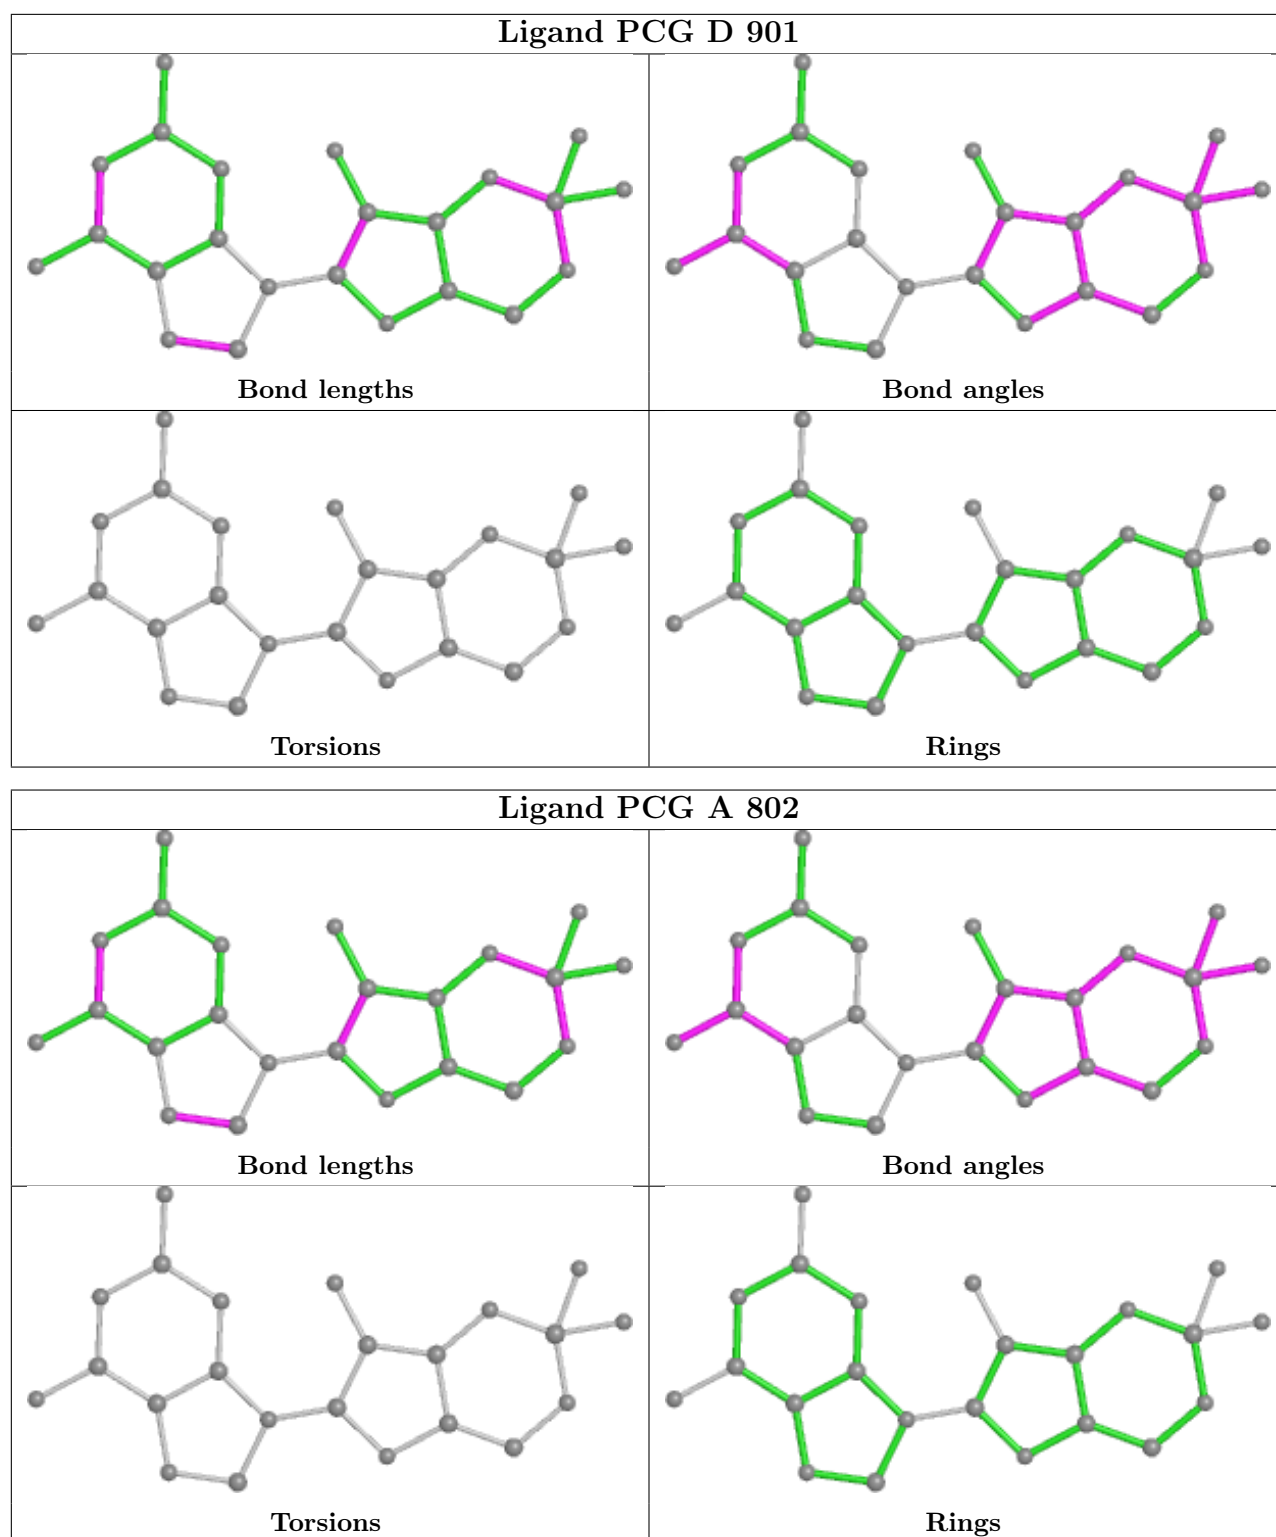 Ligand PCG D 901
Bond lengths
Bond angles
Torsions
Rings
Ligand PCG A 802
Bond lengths
Bond angles
Torsions
Rings